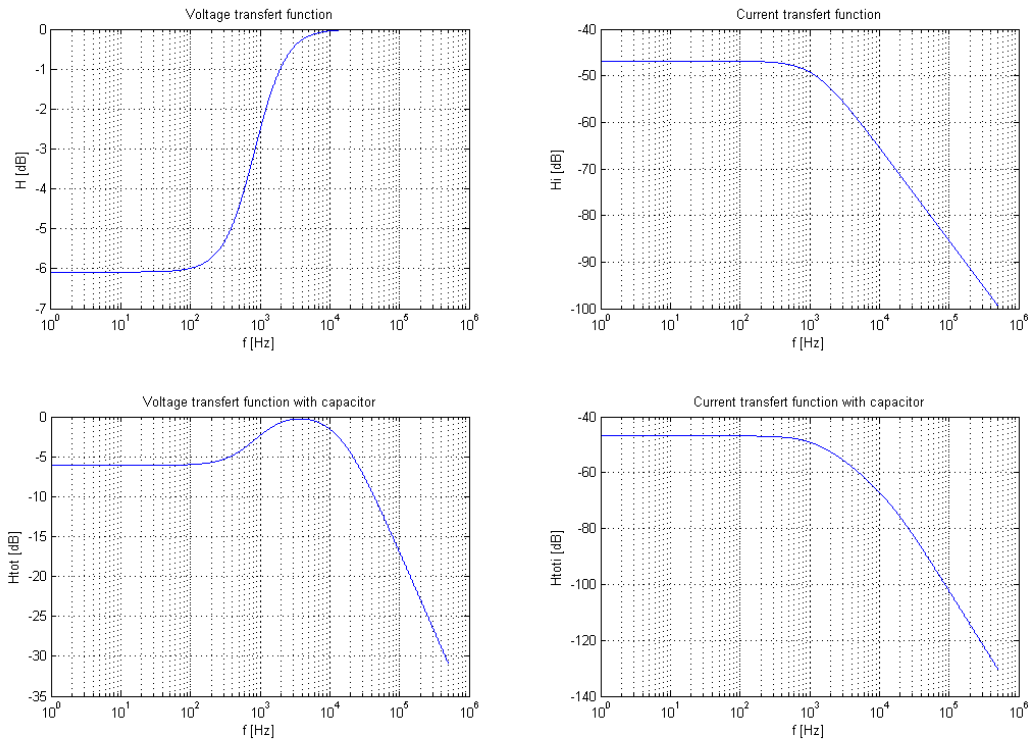 Voltage transfert function
0
-1
-2
-3
-4
-5
-6
-7
H [dB]
10^0 10^1 10^2 10^3 10^4 10^5 10^6
f [Hz]
Current transfert function
-40
-50
-60
-70
-80
-90
-100
Hi [dB]
10^0 10^1 10^2 10^3 10^4 10^5 10^6
f [Hz]
Voltage transfert function with capacitor
0
-5
-10
-15
-20
-25
-30
-35
Htot [dB]
10^0 10^1 10^2 10^3 10^4 10^5 10^6
f [Hz]
Current transfert function with capacitor
-40
-60
-80
-100
-120
-140
Htoti [dB]
10^0 10^1 10^2 10^3 10^4 10^5 10^6
f [Hz]